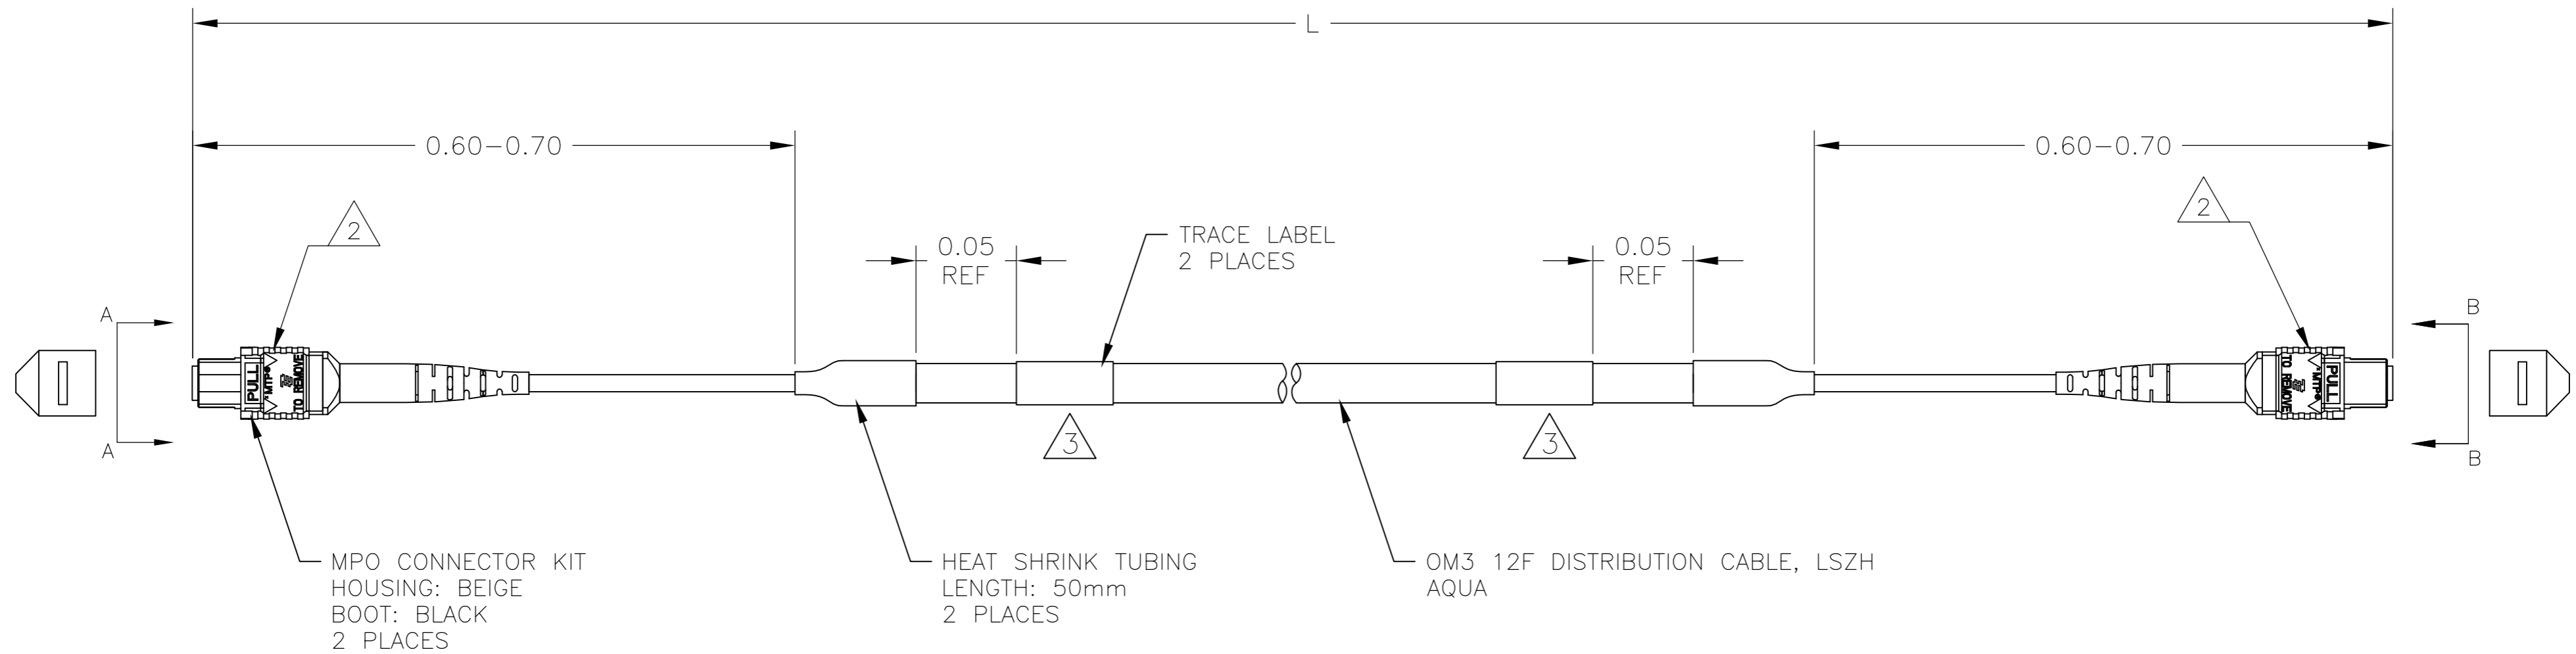 L
0.60-0.70
0.60-0.70
2
2
TRACE LABEL
2 PLACES
0.05
REF
0.05
REF
A
B
PULL
MTP®
TO REMOVE
PULL
MTP®
TO REMOVE
A
B
3
3
MPO CONNECTOR KIT
HOUSING: BEIGE
BOOT: BLACK
2 PLACES
HEAT SHRINK TUBING
LENGTH: 50mm
2 PLACES
OM3 12F DISTRIBUTION CABLE, LSZH
AQUA